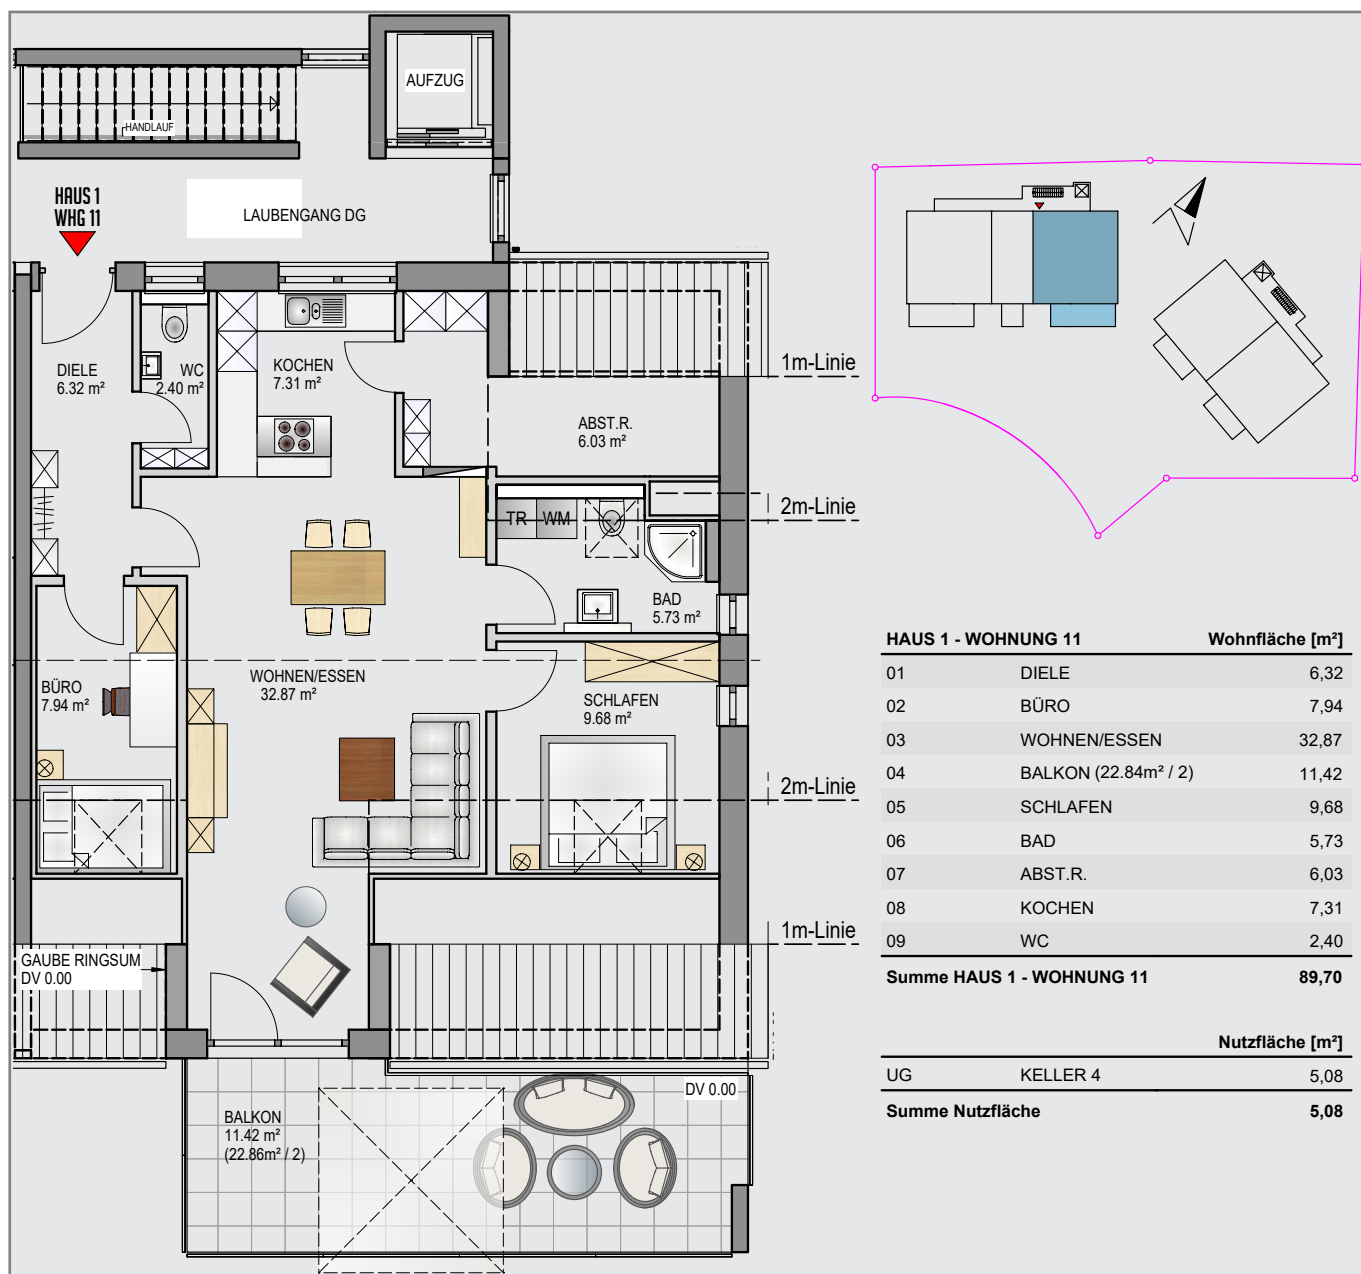 AUFZUG
HANDLAUF
HAUS 1
WHG 11
LAUBENGANG DG
DIELE
6.32 m²
WC
2.40 m²
KOCHEN
7.31 m²
1m-Linie
ABST.R.
6.03 m²
2m-Linie
TR
WM
BAD
5.73 m²
WOHNEN/ESSEN
32.87 m²
BÜRO
7.94 m²
SCHLAFEN
9.68 m²
2m-Linie
1m-Linie
GAUBE RINGSUM
DV 0.00
DV 0.00
BALKON
11.42 m²
(22.86m² / 2)
HAUS 1 - WOHNUNG 11 Wohnfläche [m²]
01 DIELE 6,32
02 BÜRO 7,94
03 WOHNEN/ESSEN 32,87
04 BALKON (22.84m² / 2) 11,42
05 SCHLAFEN 9,68
06 BAD 5,73
07 ABST.R. 6,03
08 KOCHEN 7,31
09 WC 2,40
Summe HAUS 1 - WOHNUNG 11 89,70
Nutzfläche [m²]
UG KELLER 4 5,08
Summe Nutzfläche 5,08